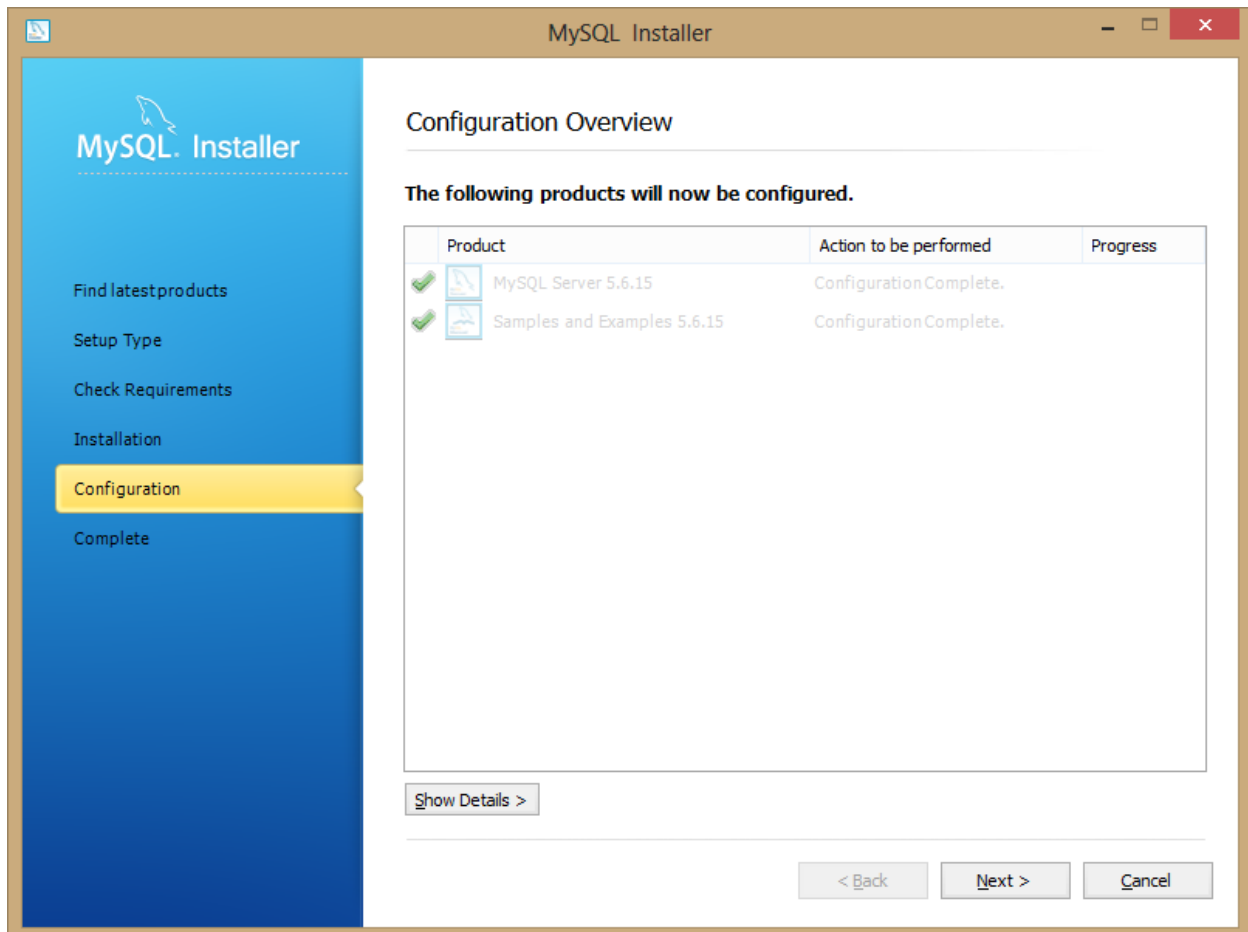 MySQL Installer
MySQL. Installer
Find latest products
Setup Type
Check Requirements
Installation
Configuration
Complete
Configuration Overview
The following products will now be configured.
Product Action to be performed Progress
MySQL Server 5.6.15 Configuration Complete.
Samples and Examples 5.6.15 Configuration Complete.
Show Details >
< Back Next > Cancel